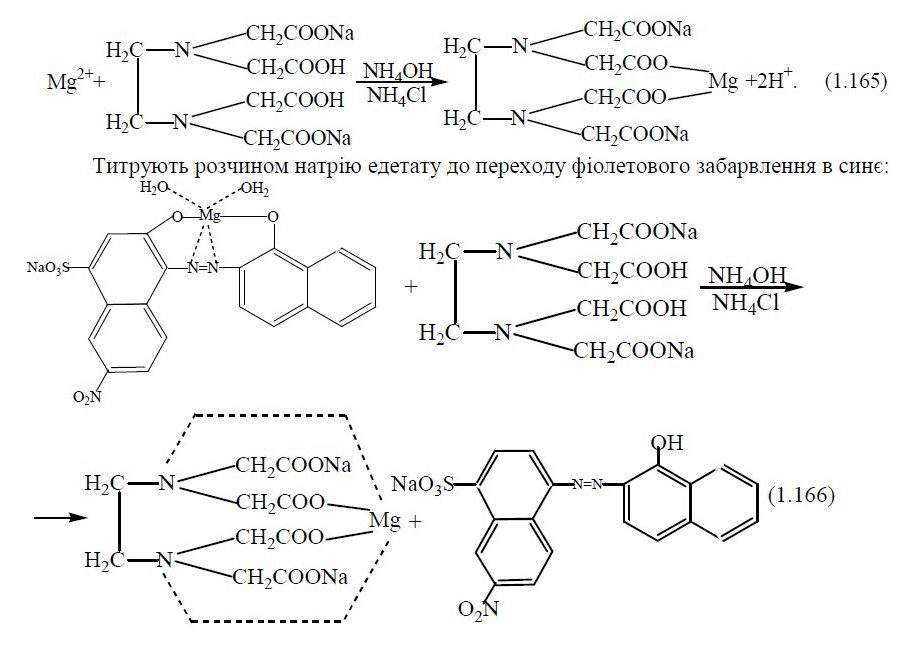 CH₂COONa CH₂COONa
H₂C N H₂C N
CH₂COOH CH₂COO
Mg²⁺+ NH₄OH Mg +2H⁺. (1.165)
CH₂COOH NH₄Cl CH₂COO
H₂C N H₂C N
CH₂COONa CH₂COONa
Титрують розчином натрію едетату до переходу фіолетового забарвлення в синє:
H₂O OH₂
O Mg O CH₂COONa
H₂C N
NaO₃S N=N CH₂COOH NH₄OH
+
CH₂COOH NH₄Cl
H₂C N
CH₂COONa
O₂N
CH₂COONa OH
H₂C N NaO₃S N=N (1.166)
CH₂COO
Mg +
CH₂COO
H₂C N
CH₂COONa
O₂N